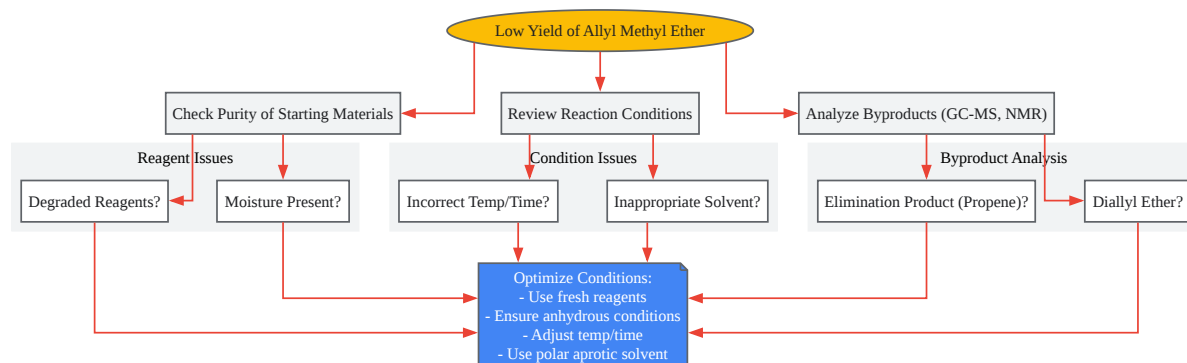 Low Yield of Allyl Methyl Ether
Check Purity of Starting Materials
Review Reaction Conditions
Analyze Byproducts (GC-MS, NMR)
Reagent Issues
Condition Issues
Byproduct Analysis
Degraded Reagents?
Moisture Present?
Incorrect Temp/Time?
Inappropriate Solvent?
Elimination Product (Propene)?
Diallyl Ether?
Optimize Conditions:
- Use fresh reagents
- Ensure anhydrous conditions
- Adjust temp/time
- Use polar aprotic solvent